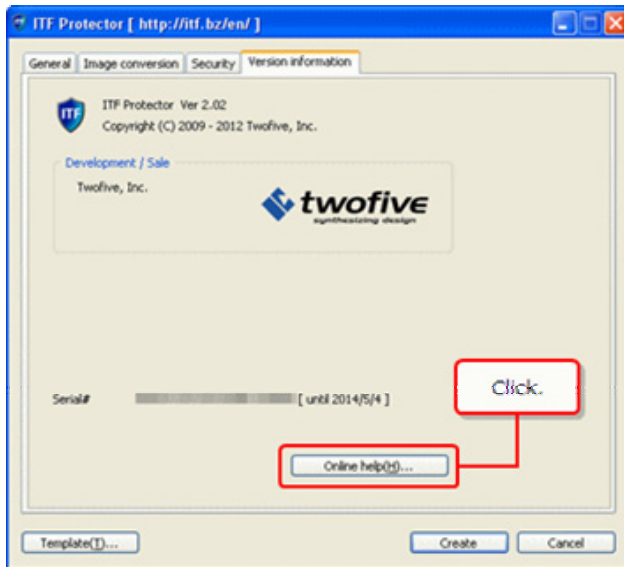 ITF Protector [ http://itf.bz/en/ ]
General Image conversion Security Version information
ITF
ITF Protector Ver 2.02
Copyright (C) 2009 - 2012 Twofive, Inc.
Development / Sale
Twofive, Inc.
twofive
synthesizing design
Click.
Serial# [ until 2014/5/4 ]
Online help(H)...
Template(T)... Create Cancel